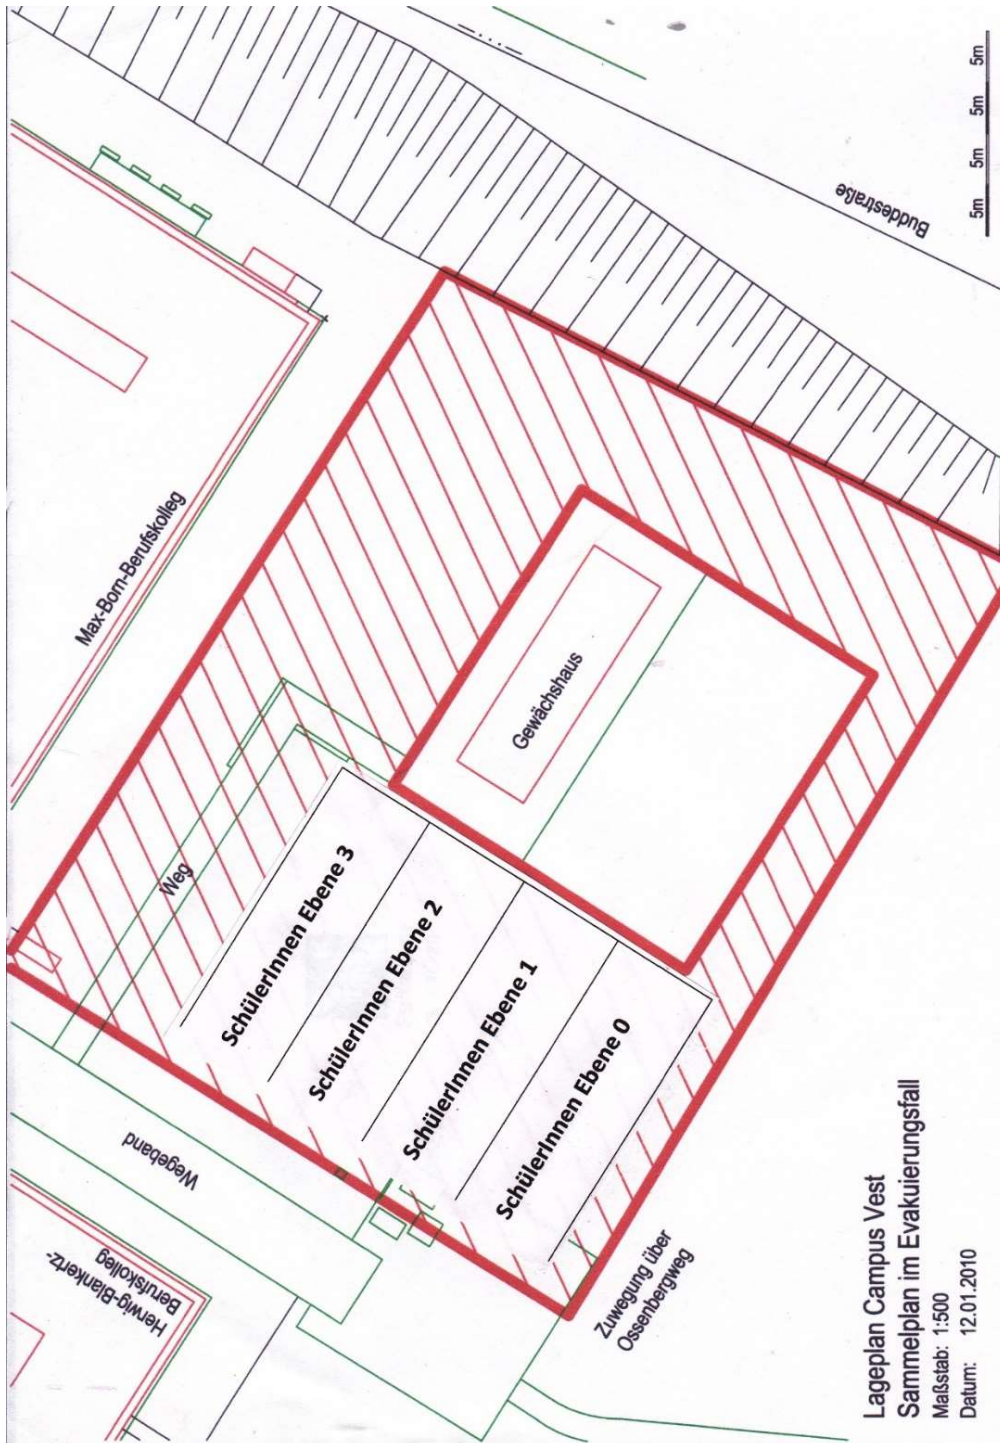 Max-Born-Berufskolleg
Buddestraße
5m
5m
5m
5m
Gewächshaus
Weg
SchülerInnen Ebene 3
SchülerInnen Ebene 2
SchülerInnen Ebene 1
SchülerInnen Ebene 0
Wegeband
Herwig-Blankertz-
Berufskolleg
Zuwegung über
Ossenbergweg
Lageplan Campus Vest
Sammelplan im Evakuierungsfall
Maßstab: 1:500
Datum: 12.01.2010